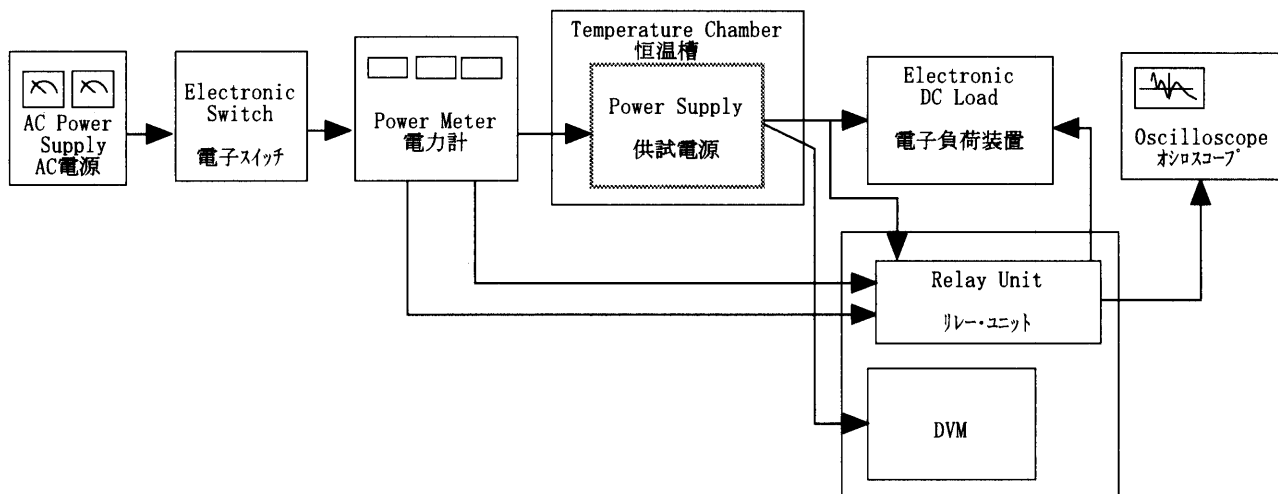 AC Power
Supply
AC電源
Electronic
Switch
電子スイッチ
Power Meter
電力計
Temperature Chamber
恒温槽
Power Supply
供試電源
Electronic
DC Load
電子負荷装置
Oscilloscope
オシロスコープ
Relay Unit
リレー・ユニット
DVM